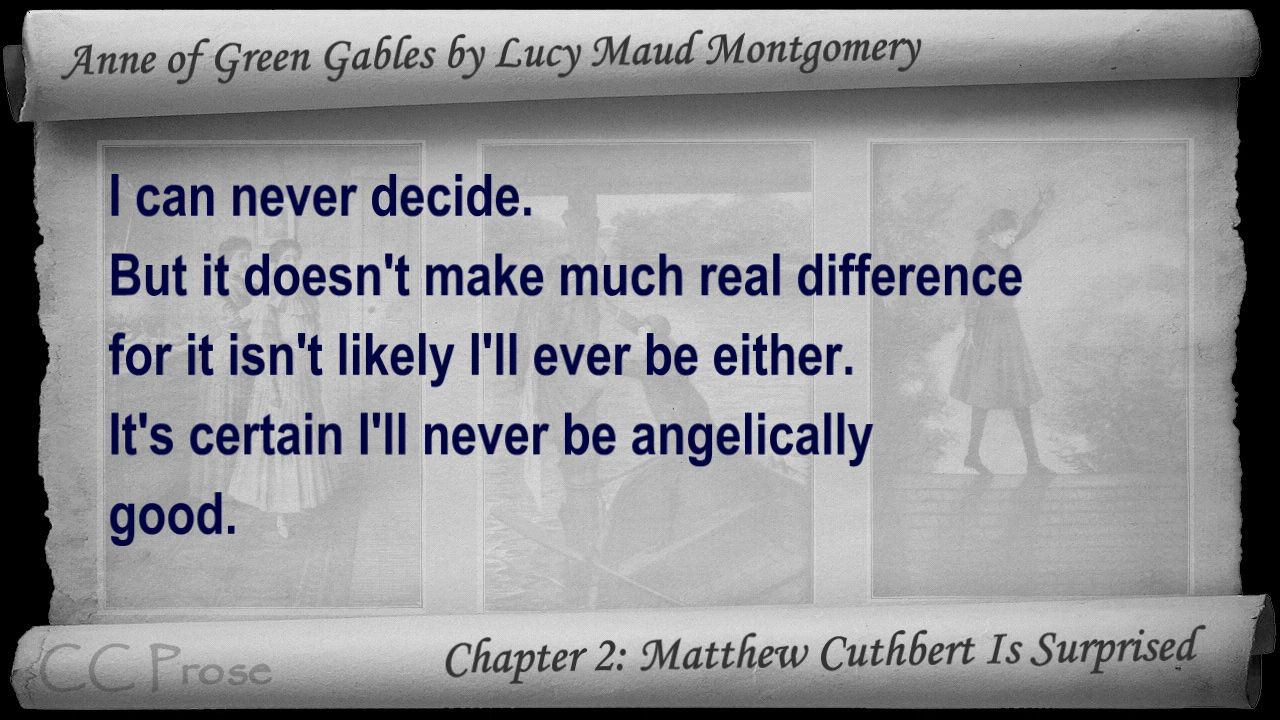 Anne of Green Gables by Lucy Maud Montgomery
I can never decide.
But it doesn't make much real difference
for it isn't likely I'll ever be either.
It's certain I'll never be angelically
good.
CC Prose
Chapter 2: Matthew Cuthbert Is Surprised